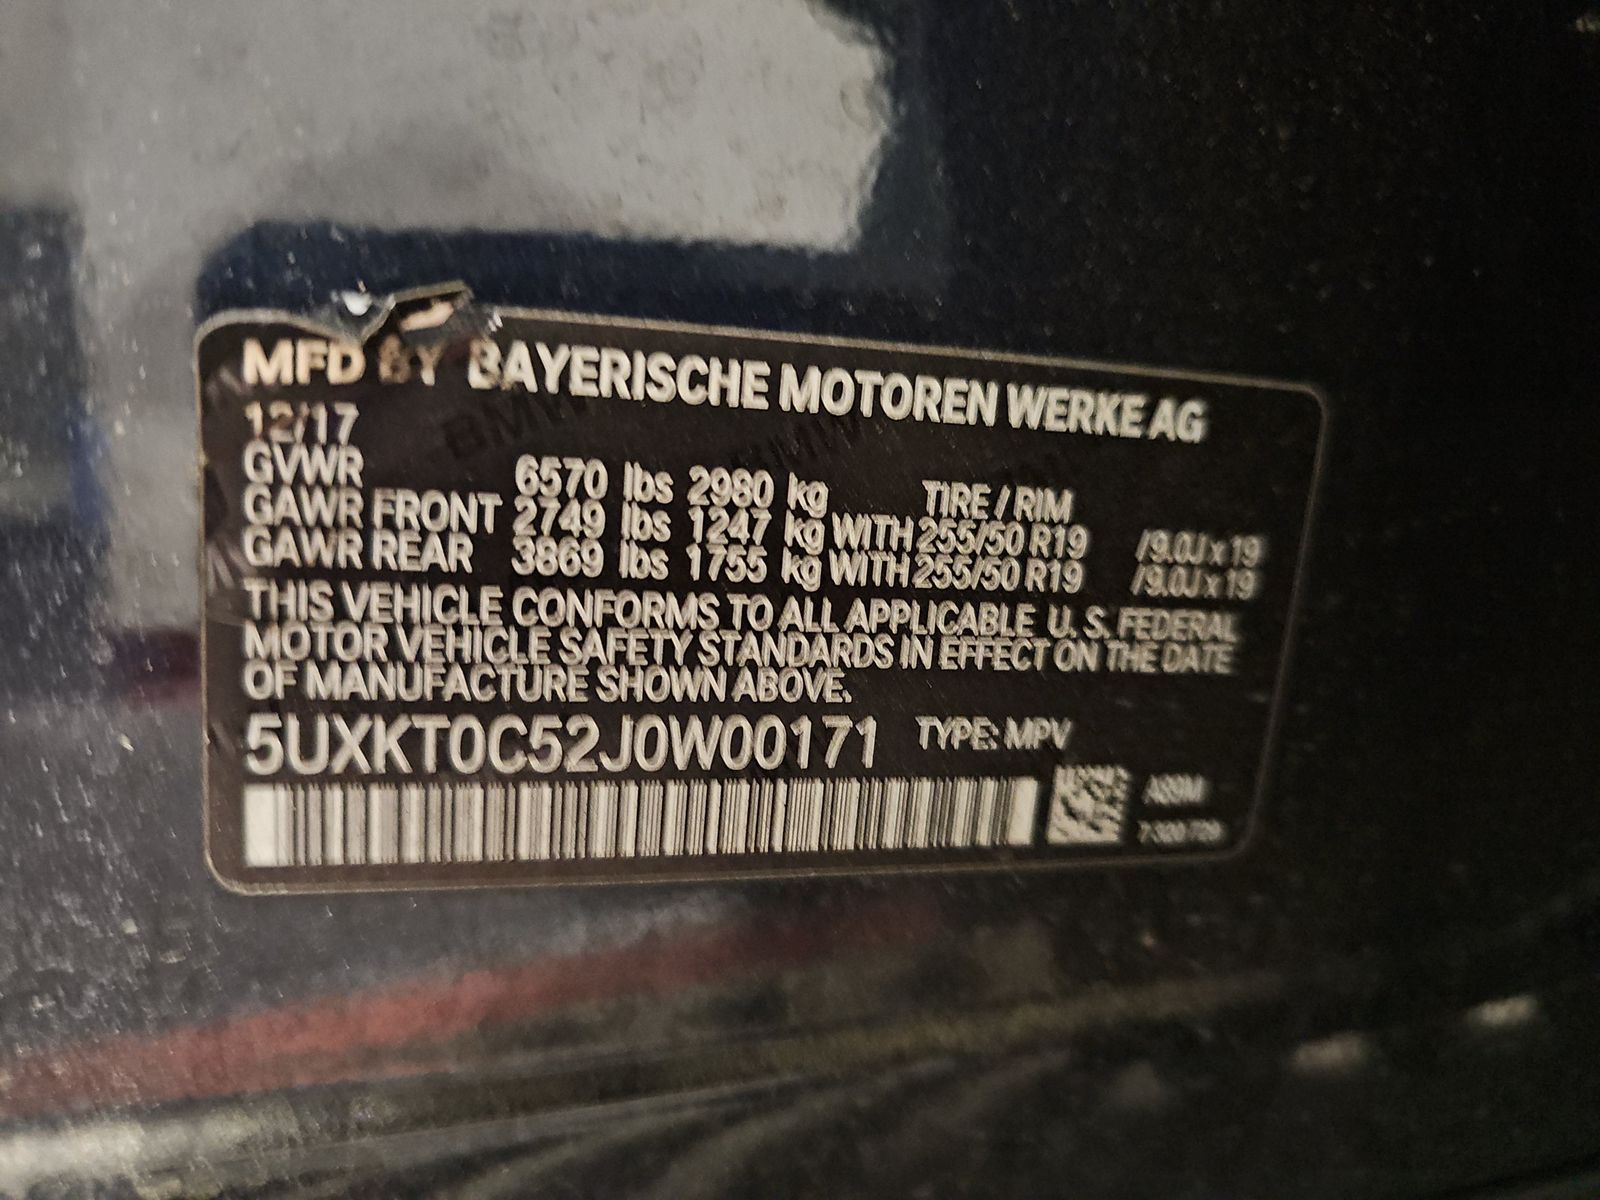 MFD BY BAYERISCHE MOTOREN WERKE AG
12/17
GVWR 6570 lbs 2980 kg TIRE / RIM
GAWR FRONT 2749 lbs 1247 kg WITH 255/50 R19 /9.0J x 19
GAWR REAR 3869 lbs 1755 kg WITH 255/50 R19 /9.0J x 19
THIS VEHICLE CONFORMS TO ALL APPLICABLE U. S. FEDERAL
MOTOR VEHICLE SAFETY STANDARDS IN EFFECT ON THE DATE
OF MANUFACTURE SHOWN ABOVE.
5UXKT0C52J0W00171 TYPE: MPV